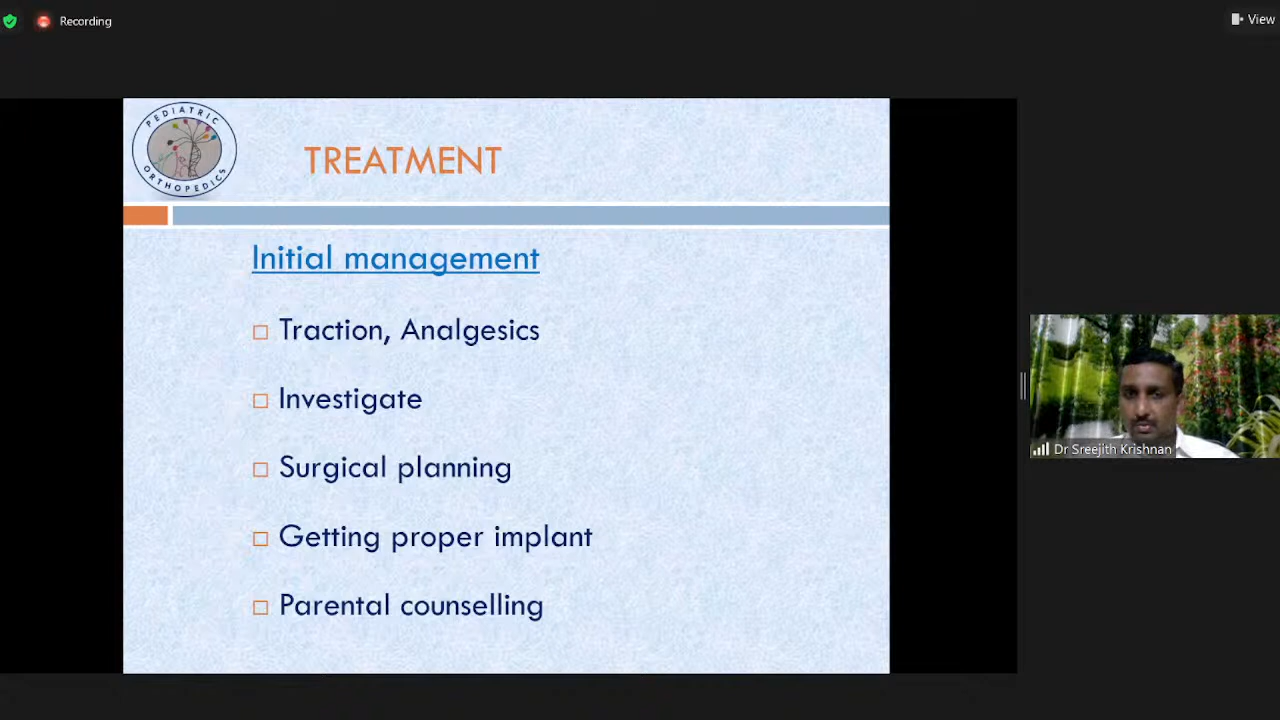 Recording
View
PEDIATRIC
ORTHOPEDICS
TREATMENT
Initial management
Traction, Analgesics
Investigate
Surgical planning
Getting proper implant
Parental counselling
Dr Sreejith Krishnan